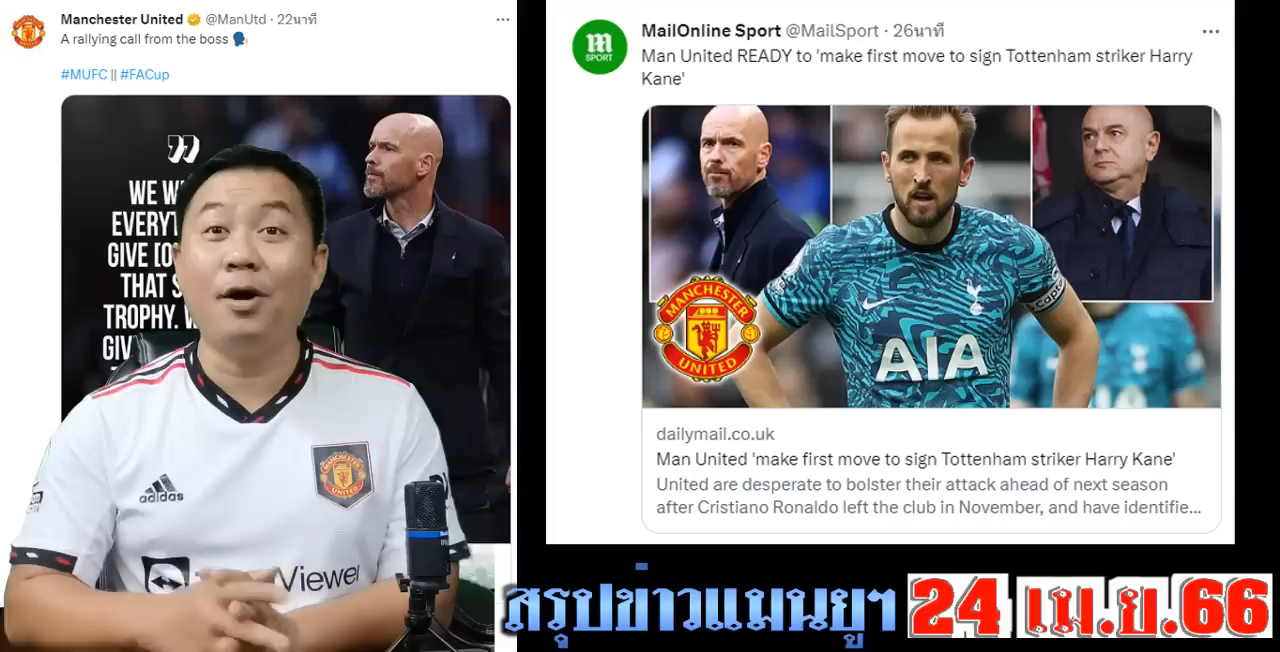 Manchester United @ManUtd · 22นาที
A rallying call from the boss
#MUFC || #FACup
WE
EVERYT
GIVE [O
THAT S
TROPHY.
GIV
MANCHESTER
UNITED
adidas
Viewer
MailOnline Sport @MailSport · 26นาที
m
SPORT
Man United READY to 'make first move to sign Tottenham striker Harry
Kane'
MANCHESTER
UNITED
AIA
dailymail.co.uk
Man United 'make first move to sign Tottenham striker Harry Kane'
United are desperate to bolster their attack ahead of next season
after Cristiano Ronaldo left the club in November, and have identifie...
สรุปข่าวแมนยูฯ 24 เม.ย.66